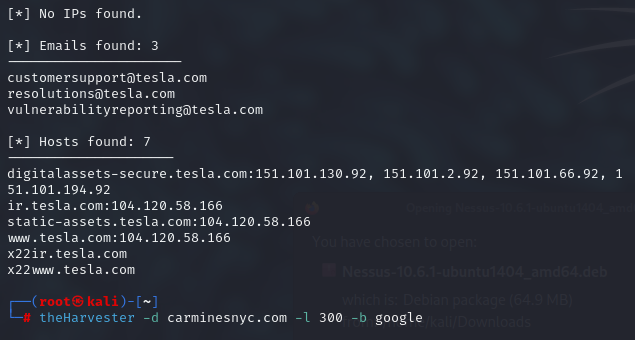 [*] No IPs found.
[*] Emails found: 3
----------------------
customersupport@tesla.com
resolutions@tesla.com
vulnerabilityreporting@tesla.com
[*] Hosts found: 7
---------------------
digitalassets-secure.tesla.com:151.101.130.92, 151.101.2.92, 151.101.66.92, 1
51.101.194.92
ir.tesla.com:104.120.58.166
static-assets.tesla.com:104.120.58.166
www.tesla.com:104.120.58.166
x22ir.tesla.com
x22www.tesla.com
Opening Nessus-10.6.1-ubuntu1404_amd
You have chosen to open:
Nessus-10.6.1-ubuntu1404_amd64.deb
which is: Debian package (64.9 MB)
┌──(root㉿kali)-[~]
└─# theHarvester -d carminesnyc.com -l 300 -b google
/kali/Downloads